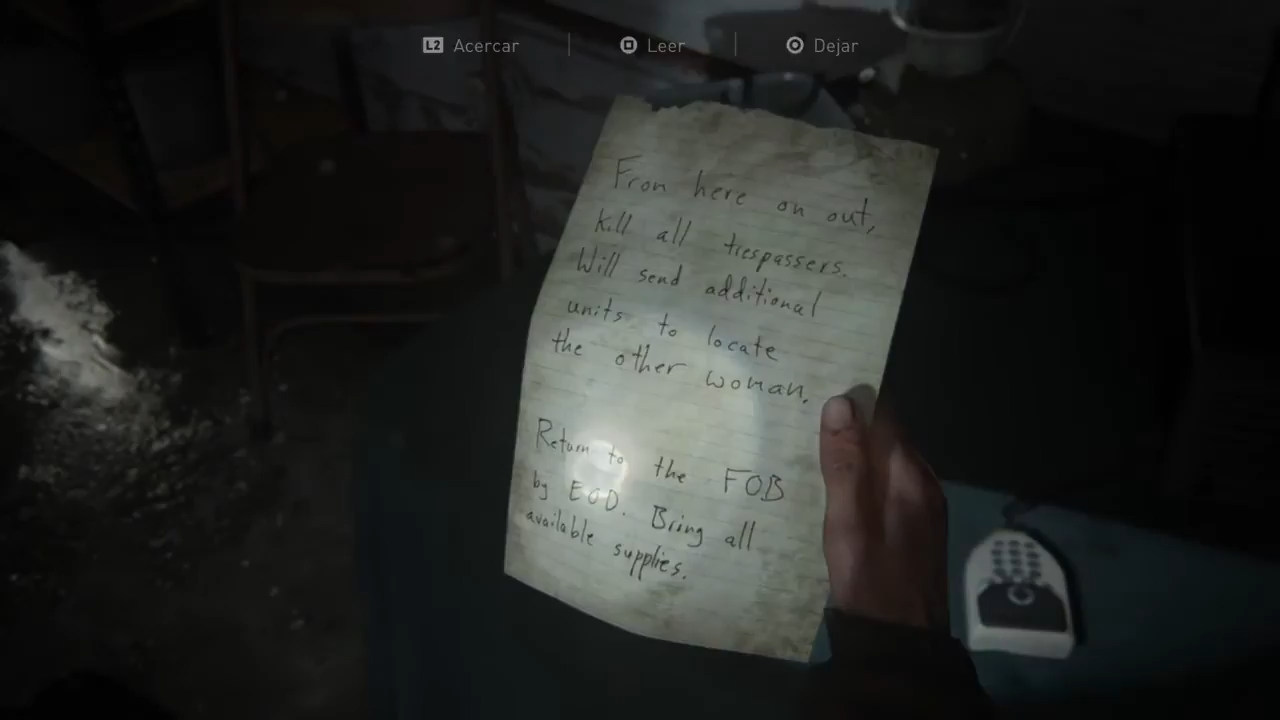 L2 Acercar Leer Dejar
From here on out,
Kill all trespassers.
Will send additional
units to locate
the other woman.
Return to the FOB
by EOD. Bring all
available supplies.